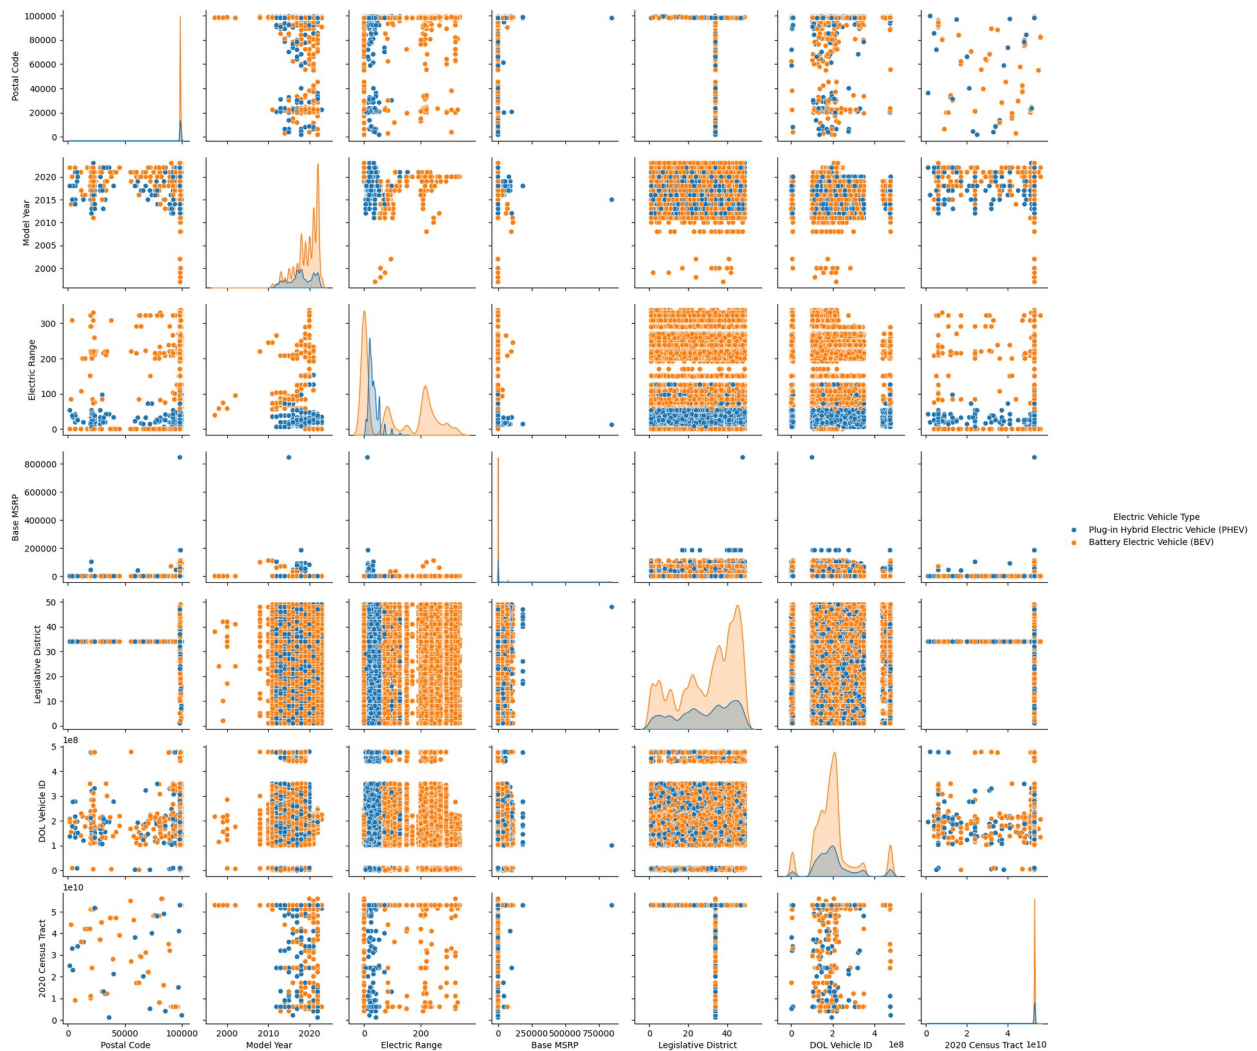 100000
80000
60000
40000
20000
0
Postal Code
2020
2015
2010
2005
2000
Model Year
300
200
100
0
Electric Range
800000
600000
400000
200000
0
Base MSRP
Electric Vehicle Type
Plug-in Hybrid Electric Vehicle (PHEV)
Battery Electric Vehicle (BEV)
50
40
30
20
10
0
Legislative District
1e8
5
4
3
2
1
0
DOL Vehicle ID
1e10
5
4
3
2
1
0
2020 Census Tract
0 50000 100000 2000 2010 2020 0 200 0 250000 500000 750000 0 20 40 0 2 4 0 2 4
Postal Code Model Year Electric Range Base MSRP Legislative District DOL Vehicle ID 1e8 2020 Census Tract 1e10